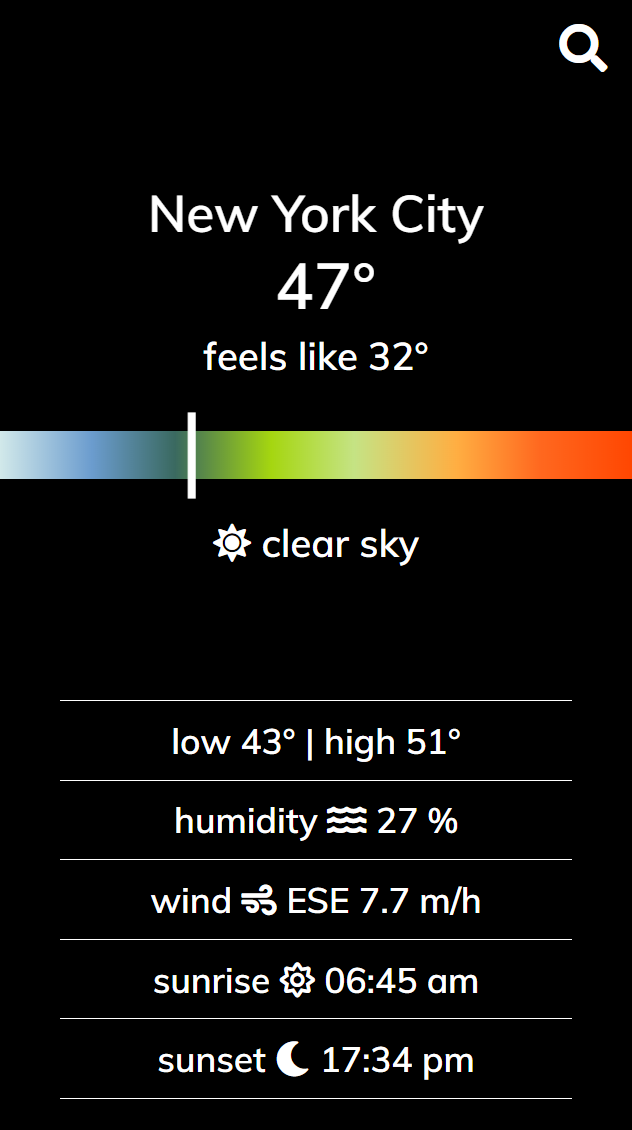 New York City
47°
feels like 32°
clear sky
low 43° | high 51°
humidity 27 %
wind ESE 7.7 m/h
sunrise 06:45 am
sunset 17:34 pm